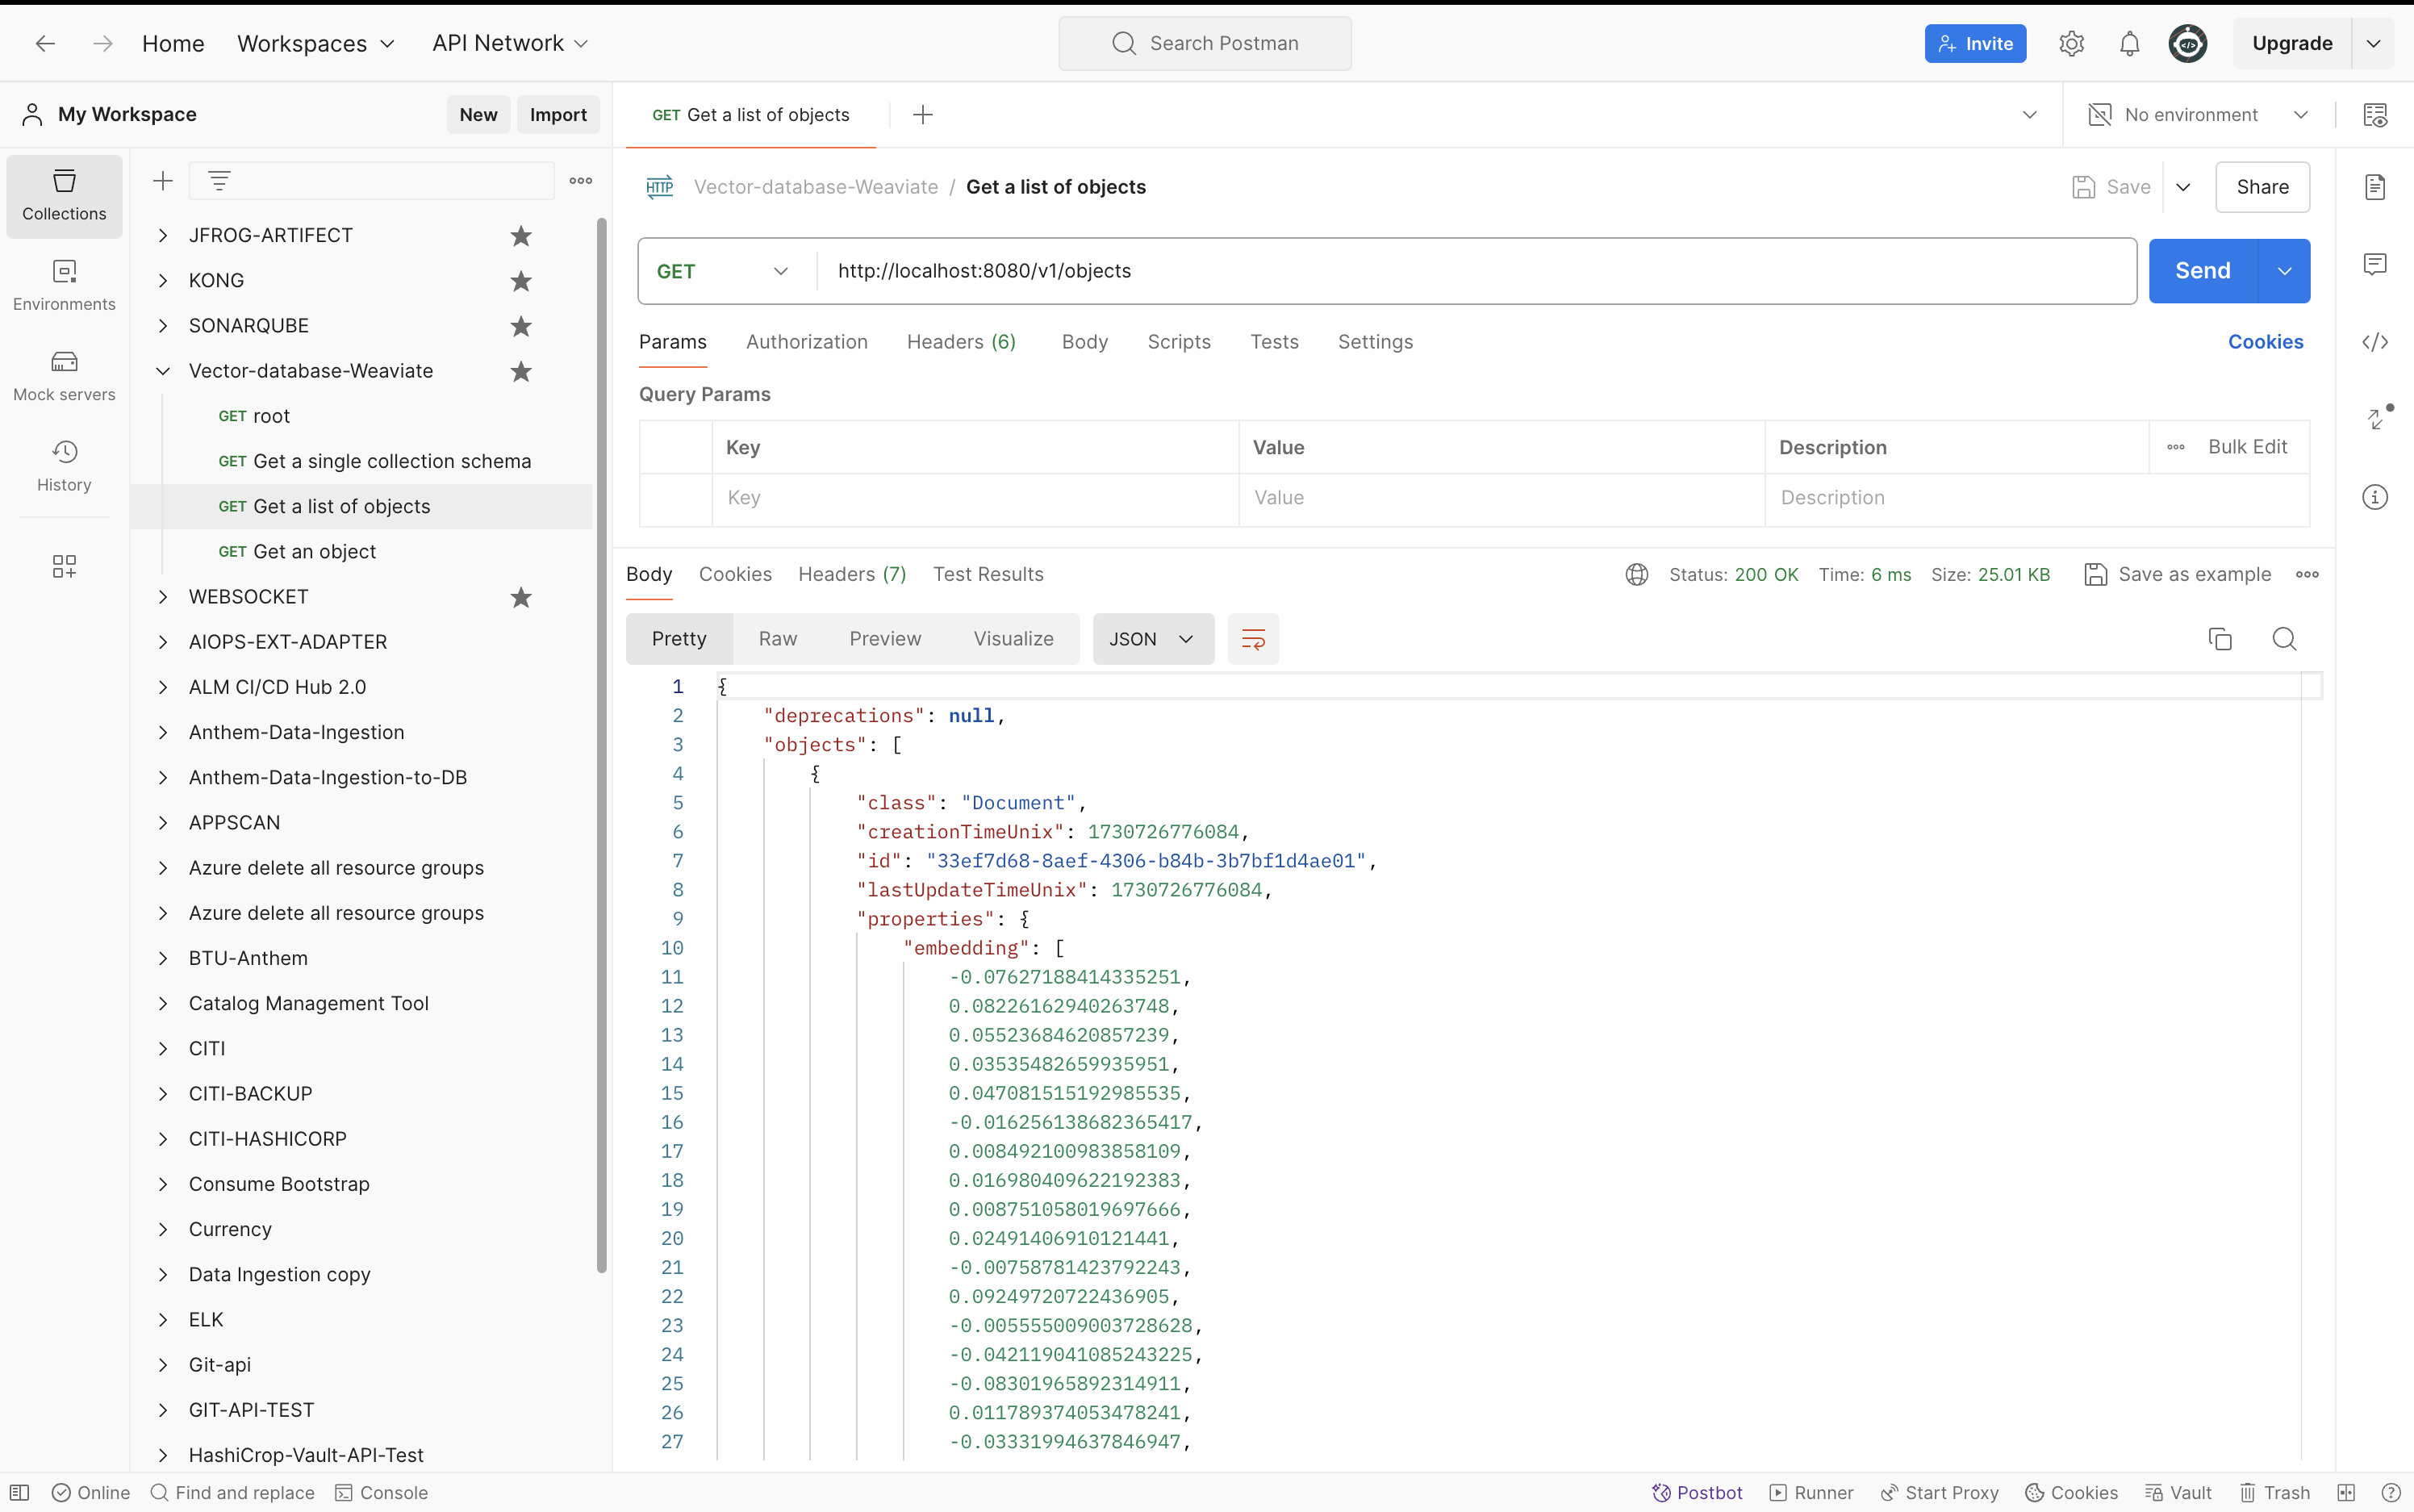 Home Workspaces API Network Search Postman Invite Upgrade
My Workspace New Import
GET Get a list of objects No environment
Collections
Environments
Mock servers
History
JFROG-ARTIFECT
KONG
SONARQUBE
Vector-database-Weaviate
GET root
GET Get a single collection schema
GET Get a list of objects
GET Get an object
WEBSOCKET
AIOPS-EXT-ADAPTER
ALM CI/CD Hub 2.0
Anthem-Data-Ingestion
Anthem-Data-Ingestion-to-DB
APPSCAN
Azure delete all resource groups
Azure delete all resource groups
BTU-Anthem
Catalog Management Tool
CITI
CITI-BACKUP
CITI-HASHICORP
Consume Bootstrap
Currency
Data Ingestion copy
ELK
Git-api
GIT-API-TEST
HashiCrop-Vault-API-Test
HTTP Vector-database-Weaviate / Get a list of objects Save Share
GET http://localhost:8080/v1/objects Send
Params Authorization Headers (6) Body Scripts Tests Settings Cookies
Query Params
Key Value Description Bulk Edit
Key Value Description
Body Cookies Headers (7) Test Results Status: 200 OK Time: 6 ms Size: 25.01 KB Save as example
Pretty Raw Preview Visualize JSON
1 {
2 "deprecations": null,
3 "objects": [
4 {
5 "class": "Document",
6 "creationTimeUnix": 1730726776084,
7 "id": "33ef7d68-8aef-4306-b84b-3b7bf1d4ae01",
8 "lastUpdateTimeUnix": 1730726776084,
9 "properties": {
10 "embedding": [
11 -0.07627188414335251,
12 0.08226162940263748,
13 0.05523684620857239,
14 0.03535482659935951,
15 0.047081515192985535,
16 -0.016256138682365417,
17 0.008492100983858109,
18 0.016980409622192383,
19 0.008751058019697666,
20 0.02491406910121441,
21 -0.00758781423792243,
22 0.09249720722436905,
23 -0.005555009003728628,
24 -0.042119041085243225,
25 -0.08301965892314911,
26 0.011789374053478241,
27 -0.03331994637846947,
Online Find and replace Console Postbot Runner Start Proxy Cookies Vault Trash